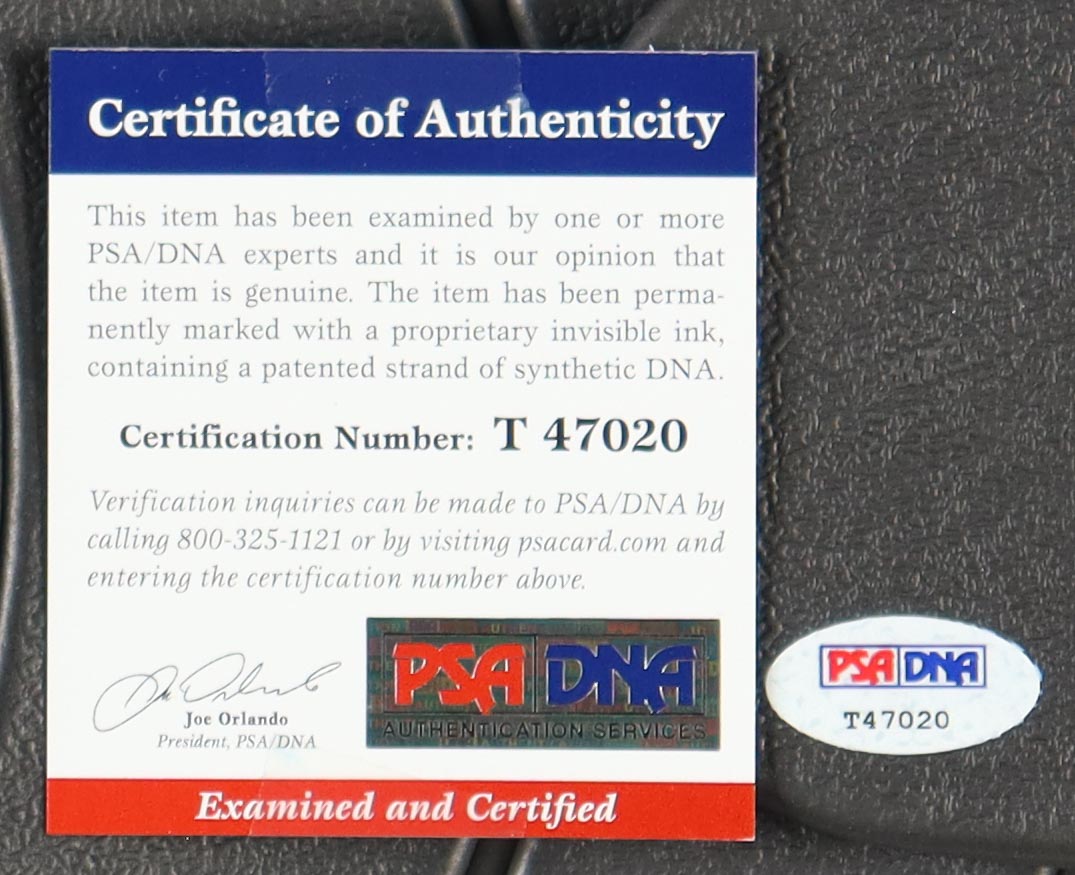 Certificate of Authenticity
This item has been examined by one or more
PSA/DNA experts and it is our opinion that
the item is genuine. The item has been perma-
nently marked with a proprietary invisible ink,
containing a patented strand of synthetic DNA.
Certification Number: T 47020
Verification inquiries can be made to PSA/DNA by
calling 800-325-1121 or by visiting psacard.com and
entering the certification number above.
Joe Orlando
President, PSA/DNA
PSA DNA
AUTHENTICATION SERVICES
Examined and Certified
PSA DNA
T47020